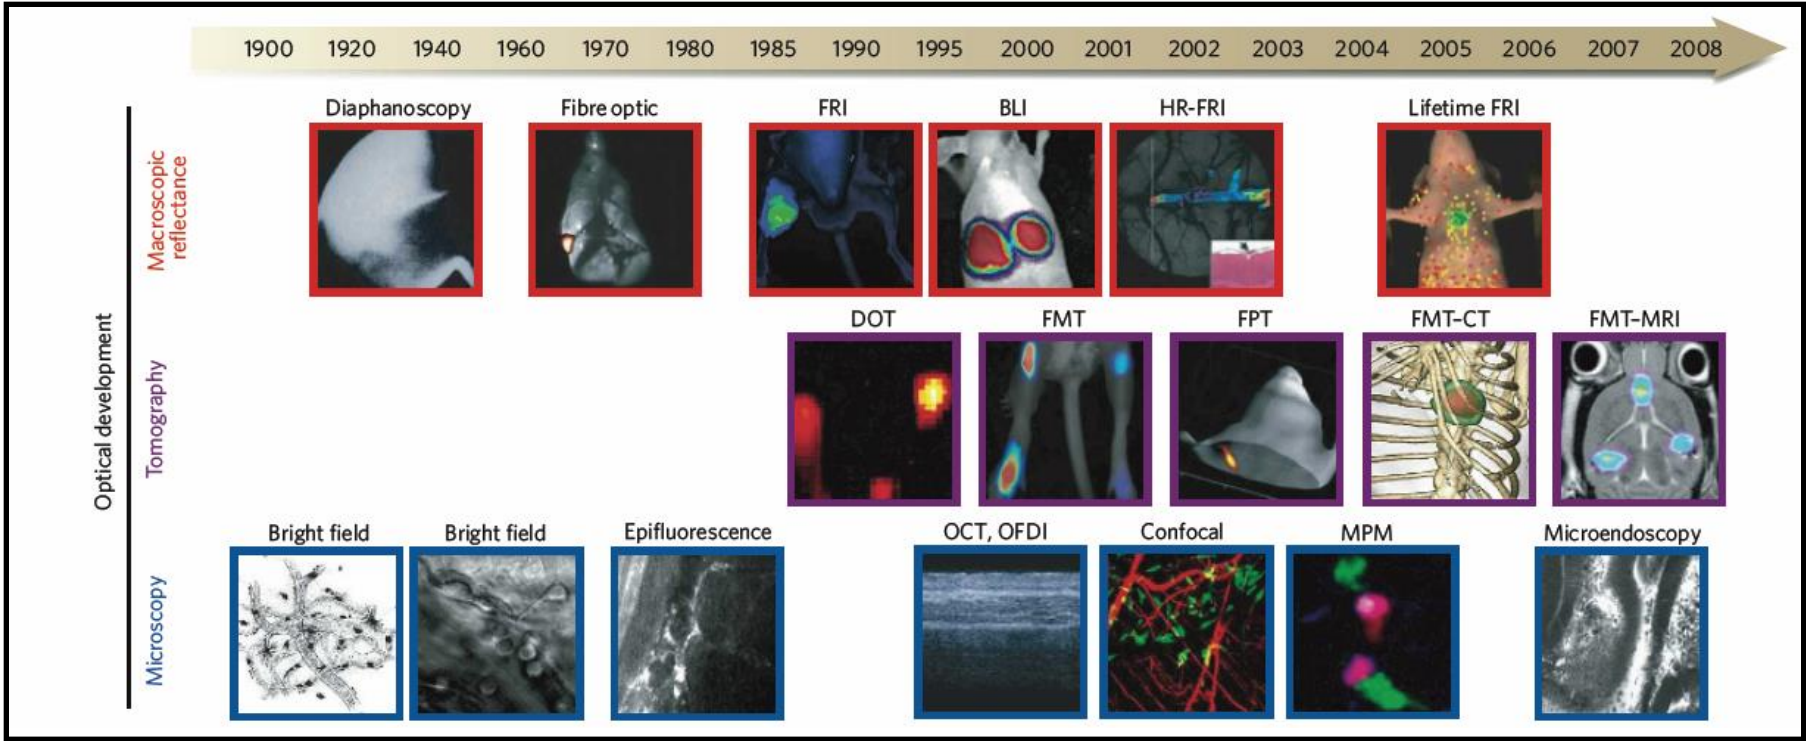 1900 1920 1940 1960 1970 1980 1985 1990 1995 2000 2001 2002 2003 2004 2005 2006 2007 2008
Diaphanoscopy Fibre optic FRI BLI HR-FRI Lifetime FRI
Macroscopic
reflectance
DOT FMT FPT FMT–CT FMT–MRI
Optical development
Tomography
Bright field Bright field Epifluorescence OCT, OFDI Confocal MPM Microendoscopy
Microscopy